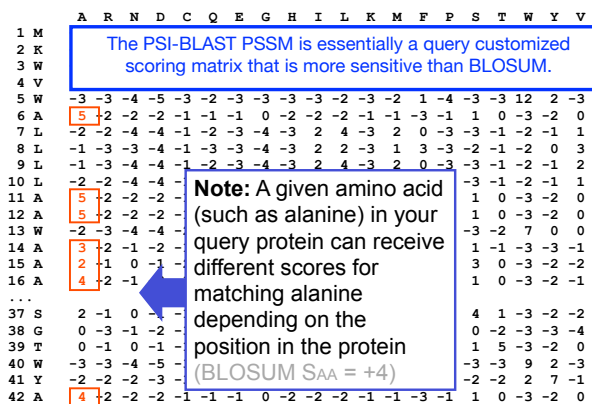 A R N D C Q E G H I L K M F P S T W Y V
1 M
2 K
3 W
4 V
The PSI-BLAST PSSM is essentially a query customized
scoring matrix that is more sensitive than BLOSUM.
5 W -3 -3 -4 -5 -3 -2 -3 -3 -3 -3 -2 -3 -2 1 -4 -3 -3 12 2 -3
6 A 5 -2 -2 -2 -1 -1 -1 0 -2 -2 -2 -1 -1 -3 -1 1 0 -3 -2 0
7 L -2 -2 -4 -4 -1 -2 -3 -4 -3 2 4 -3 2 0 -3 -3 -1 -2 -1 1
8 L -1 -3 -3 -4 -1 -3 -3 -4 -3 2 2 -3 1 3 -3 -2 -1 -2 0 3
9 L -1 -3 -4 -4 -1 -2 -3 -4 -3 2 4 -3 2 0 -3 -3 -1 -2 -1 2
10 L -2 -2 -4 -4 -3 -1 -2 -1 1
11 A 5 -2 -2 -2 1 0 -3 -2 0
12 A 5 -2 -2 -2 1 0 -3 -2 0
13 W -2 -3 -4 -4 -3 -2 7 0 0
14 A 3 -2 -1 -2 1 -1 -3 -3 -1
15 A 2 -1 0 -1 3 0 -3 -2 -2
16 A 4 -2 -1 1 0 -3 -2 -1
...
37 S 2 -1 0 4 1 -3 -2 -2
38 G 0 -3 -1 -2 0 -2 -3 -3 -4
39 T 0 -1 0 -1 1 5 -3 -2 0
40 W -3 -3 -4 -5 -3 -3 9 2 -3
41 Y -2 -2 -2 -3 -2 -2 2 7 -1
42 A 4 -2 -2 -2 -1 -1 -1 0 -2 -2 -2 -1 -1 -3 -1 1 0 -3 -2 0
Note: A given amino acid
(such as alanine) in your
query protein can receive
different scores for
matching alanine
depending on the
position in the protein
(BLOSUM SAA = +4)